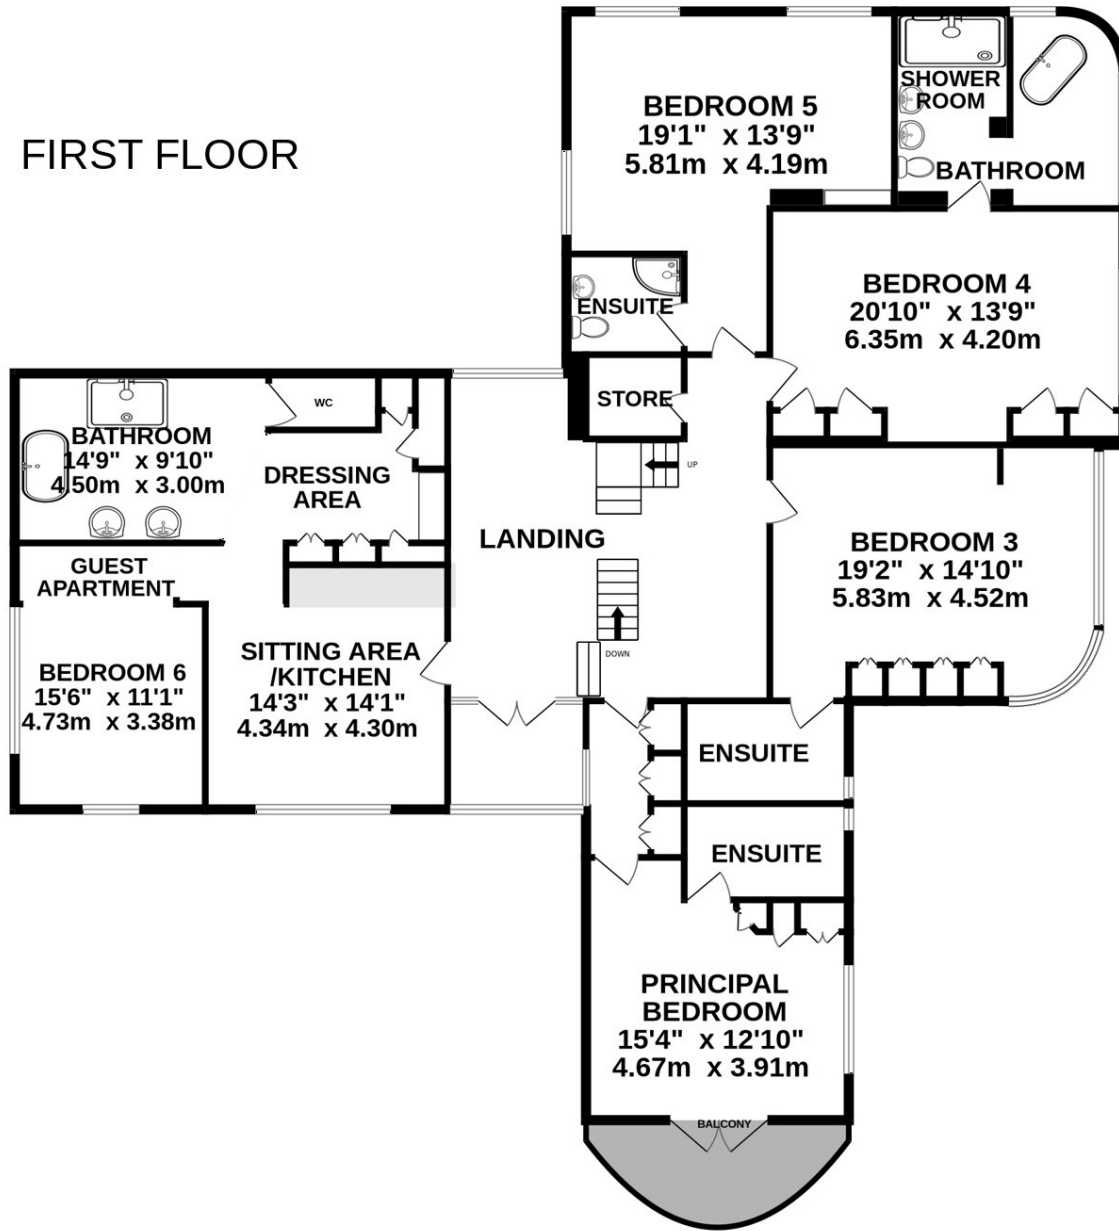 FIRST FLOOR
BEDROOM 5
19'1" x 13'9"
5.81m x 4.19m
SHOWER
ROOM
BATHROOM
BEDROOM 4
20'10" x 13'9"
6.35m x 4.20m
ENSUITE
STORE
WC
BATHROOM
14'9" x 9'10"
4.50m x 3.00m
DRESSING
AREA
UP
LANDING
BEDROOM 3
19'2" x 14'10"
5.83m x 4.52m
GUEST
APARTMENT
BEDROOM 6
15'6" x 11'1"
4.73m x 3.38m
SITTING AREA
/KITCHEN
14'3" x 14'1"
4.34m x 4.30m
DOWN
ENSUITE
ENSUITE
PRINCIPAL
BEDROOM
15'4" x 12'10"
4.67m x 3.91m
BALCONY